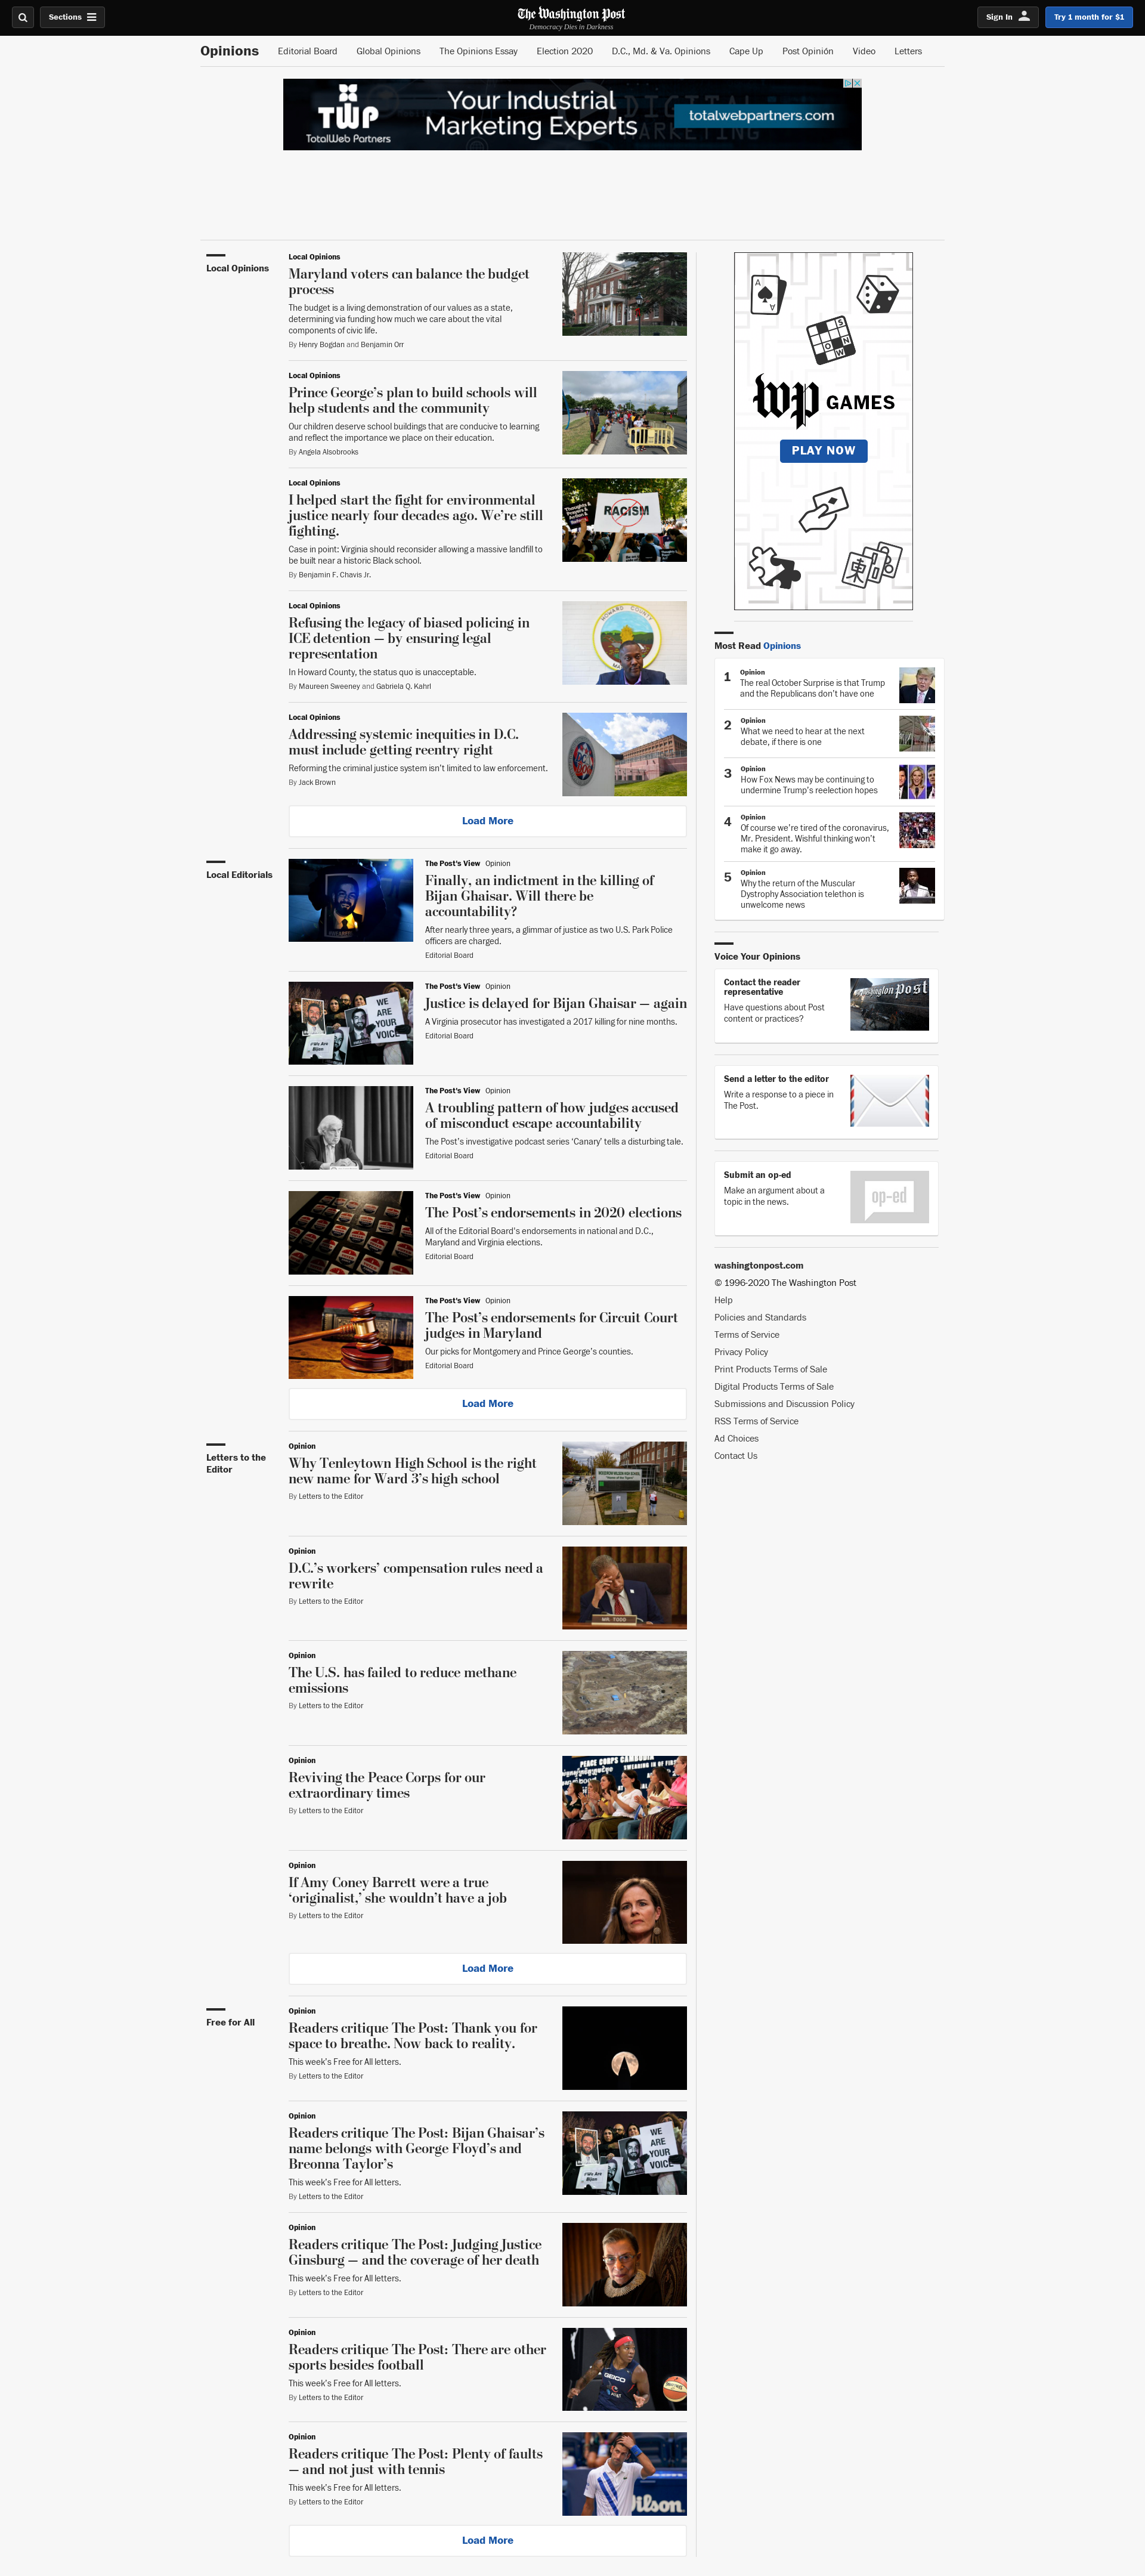 Sections
The Washington Post
Democracy Dies in Darkness
Sign In
Try 1 month for $1
Opinions
Editorial Board
Global Opinions
The Opinions Essay
Election 2020
D.C., Md. & Va. Opinions
Cape Up
Post Opinión
Video
Letters
TWP
TotalWeb Partners
Your Industrial
Marketing Experts
totalwebpartners.com
Local Opinions
Local Opinions
Maryland voters can balance the budget
process
The budget is a living demonstration of our values as a state,
determining via funding how much we care about the vital
components of civic life.
By Henry Bogdan and Benjamin Orr
Local Opinions
Prince George's plan to build schools will
help students and the community
Our children deserve school buildings that are conducive to learning
and reflect the importance we place on their education.
By Angela Alsobrooks
Local Opinions
I helped start the fight for environmental
justice nearly four decades ago. We're still
fighting.
Case in point: Virginia should reconsider allowing a massive landfill to
be built near a historic Black school.
By Benjamin F. Chavis Jr.
RACISM
Local Opinions
Refusing the legacy of biased policing in
ICE detention — by ensuring legal
representation
In Howard County, the status quo is unacceptable.
By Maureen Sweeney and Gabriela Q. Kahrl
Local Opinions
Addressing systemic inequities in D.C.
must include getting reentry right
Reforming the criminal justice system isn't limited to law enforcement.
By Jack Brown
Load More
Local Editorials
The Post's View Opinion
Finally, an indictment in the killing of
Bijan Ghaisar. Will there be
accountability?
After nearly three years, a glimmar of justice as two U.S. Park Police
officers are charged.
Editorial Board
The Post's View Opinion
Justice is delayed for Bijan Ghaisar — again
A Virginia prosecutor has investigated a 2017 killing for nine months.
Editorial Board
WE
ARE
YOUR
VOICE
The Post's View Opinion
A troubling pattern of how judges accused
of misconduct escape accountability
The Post's investigative podcast series 'Canary' tells a disturbing tale.
Editorial Board
The Post's View Opinion
The Post's endorsements in 2020 elections
All of the Editorial Board's endorsements in national and D.C.,
Maryland and Virginia elections.
Editorial Board
The Post's View Opinion
The Post's endorsements for Circuit Court
judges in Maryland
Our picks for Montgomery and Prince George's counties.
Editorial Board
Load More
Letters to the
Editor
Opinion
Why Tenleytown High School is the right
new name for Ward 3's high school
By Letters to the Editor
Opinion
D.C.'s workers' compensation rules need a
rewrite
By Letters to the Editor
MR. TODD
Opinion
The U.S. has failed to reduce methane
emissions
By Letters to the Editor
Opinion
Reviving the Peace Corps for our
extraordinary times
By Letters to the Editor
Opinion
If Amy Coney Barrett were a true
'originalist,' she wouldn't have a job
By Letters to the Editor
Load More
Free for All
Opinion
Readers critique The Post: Thank you for
space to breathe. Now back to reality.
This week's Free for All letters.
By Letters to the Editor
Opinion
Readers critique The Post: Bijan Ghaisar's
name belongs with George Floyd's and
Breonna Taylor's
This week's Free for All letters.
By Letters to the Editor
WE
ARE
YOUR
VOICE
Opinion
Readers critique The Post: Judging Justice
Ginsburg — and the coverage of her death
This week's Free for All letters.
By Letters to the Editor
Opinion
Readers critique The Post: There are other
sports besides football
This week's Free for All letters.
By Letters to the Editor
GEICO
Opinion
Readers critique The Post: Plenty of faults
— and not just with tennis
This week's Free for All letters.
By Letters to the Editor
Wilson
Load More
wp GAMES
PLAY NOW
Most Read Opinions
1
Opinion
The real October Surprise is that Trump
and the Republicans don't have one
2
Opinion
What we need to hear at the next
debate, if there is one
3
Opinion
How Fox News may be continuing to
undermine Trump's reelection hopes
4
Opinion
Of course we're tired of the coronavirus,
Mr. President. Wishful thinking won't
make it go away.
5
Opinion
Why the return of the Muscular
Dystrophy Association telethon is
unwelcome news
Voice Your Opinions
Contact the reader
representative
Have questions about Post
content or practices?
Send a letter to the editor
Write a response to a piece in
The Post.
Submit an op-ed
Make an argument about a
topic in the news.
op-ed
washingtonpost.com
© 1996-2020 The Washington Post
Help
Policies and Standards
Terms of Service
Privacy Policy
Print Products Terms of Sale
Digital Products Terms of Sale
Submissions and Discussion Policy
RSS Terms of Service
Ad Choices
Contact Us